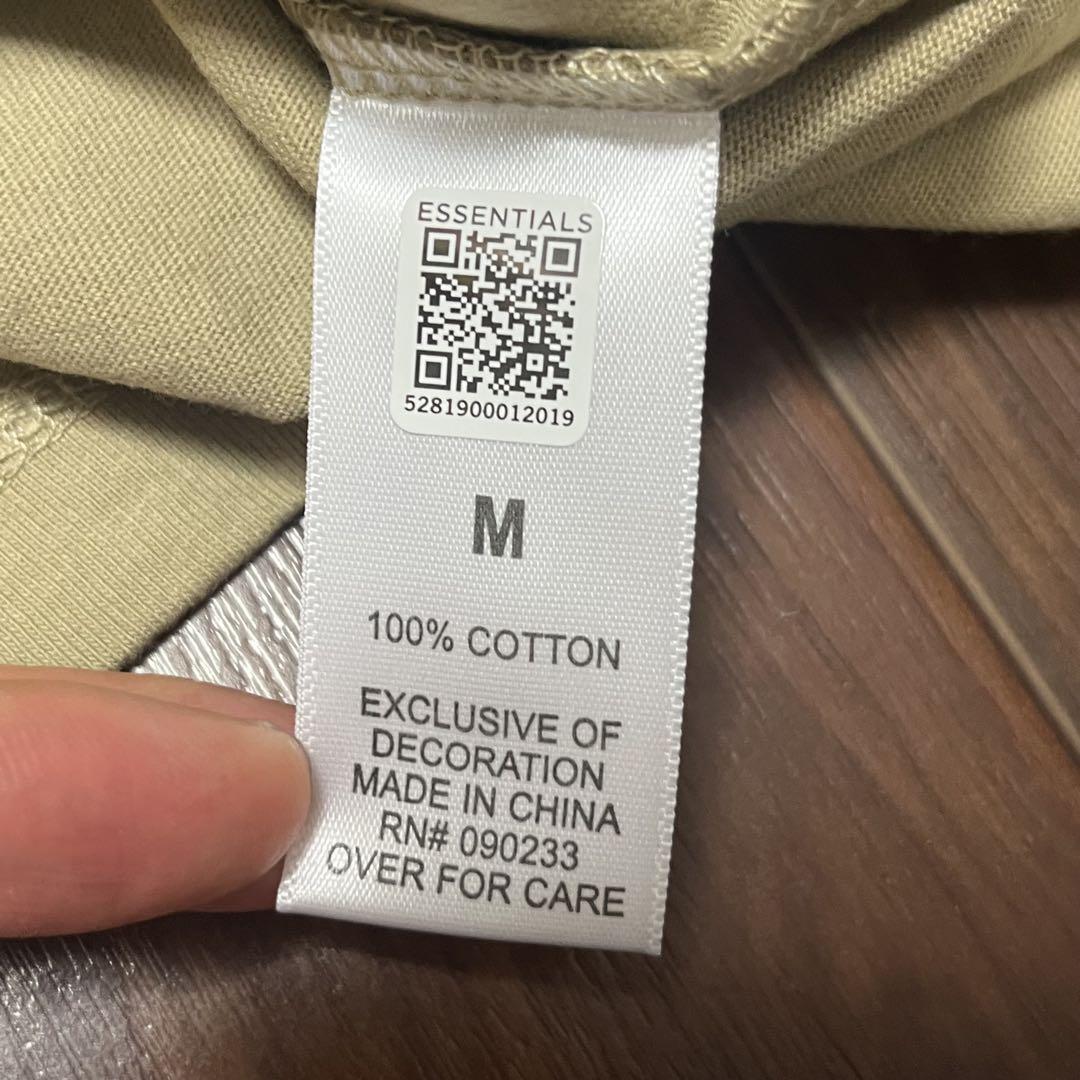 ESSENTIALS
5281900012019
M
100% COTTON
EXCLUSIVE OF
DECORATION
MADE IN CHINA
RN# 090233
OVER FOR CARE